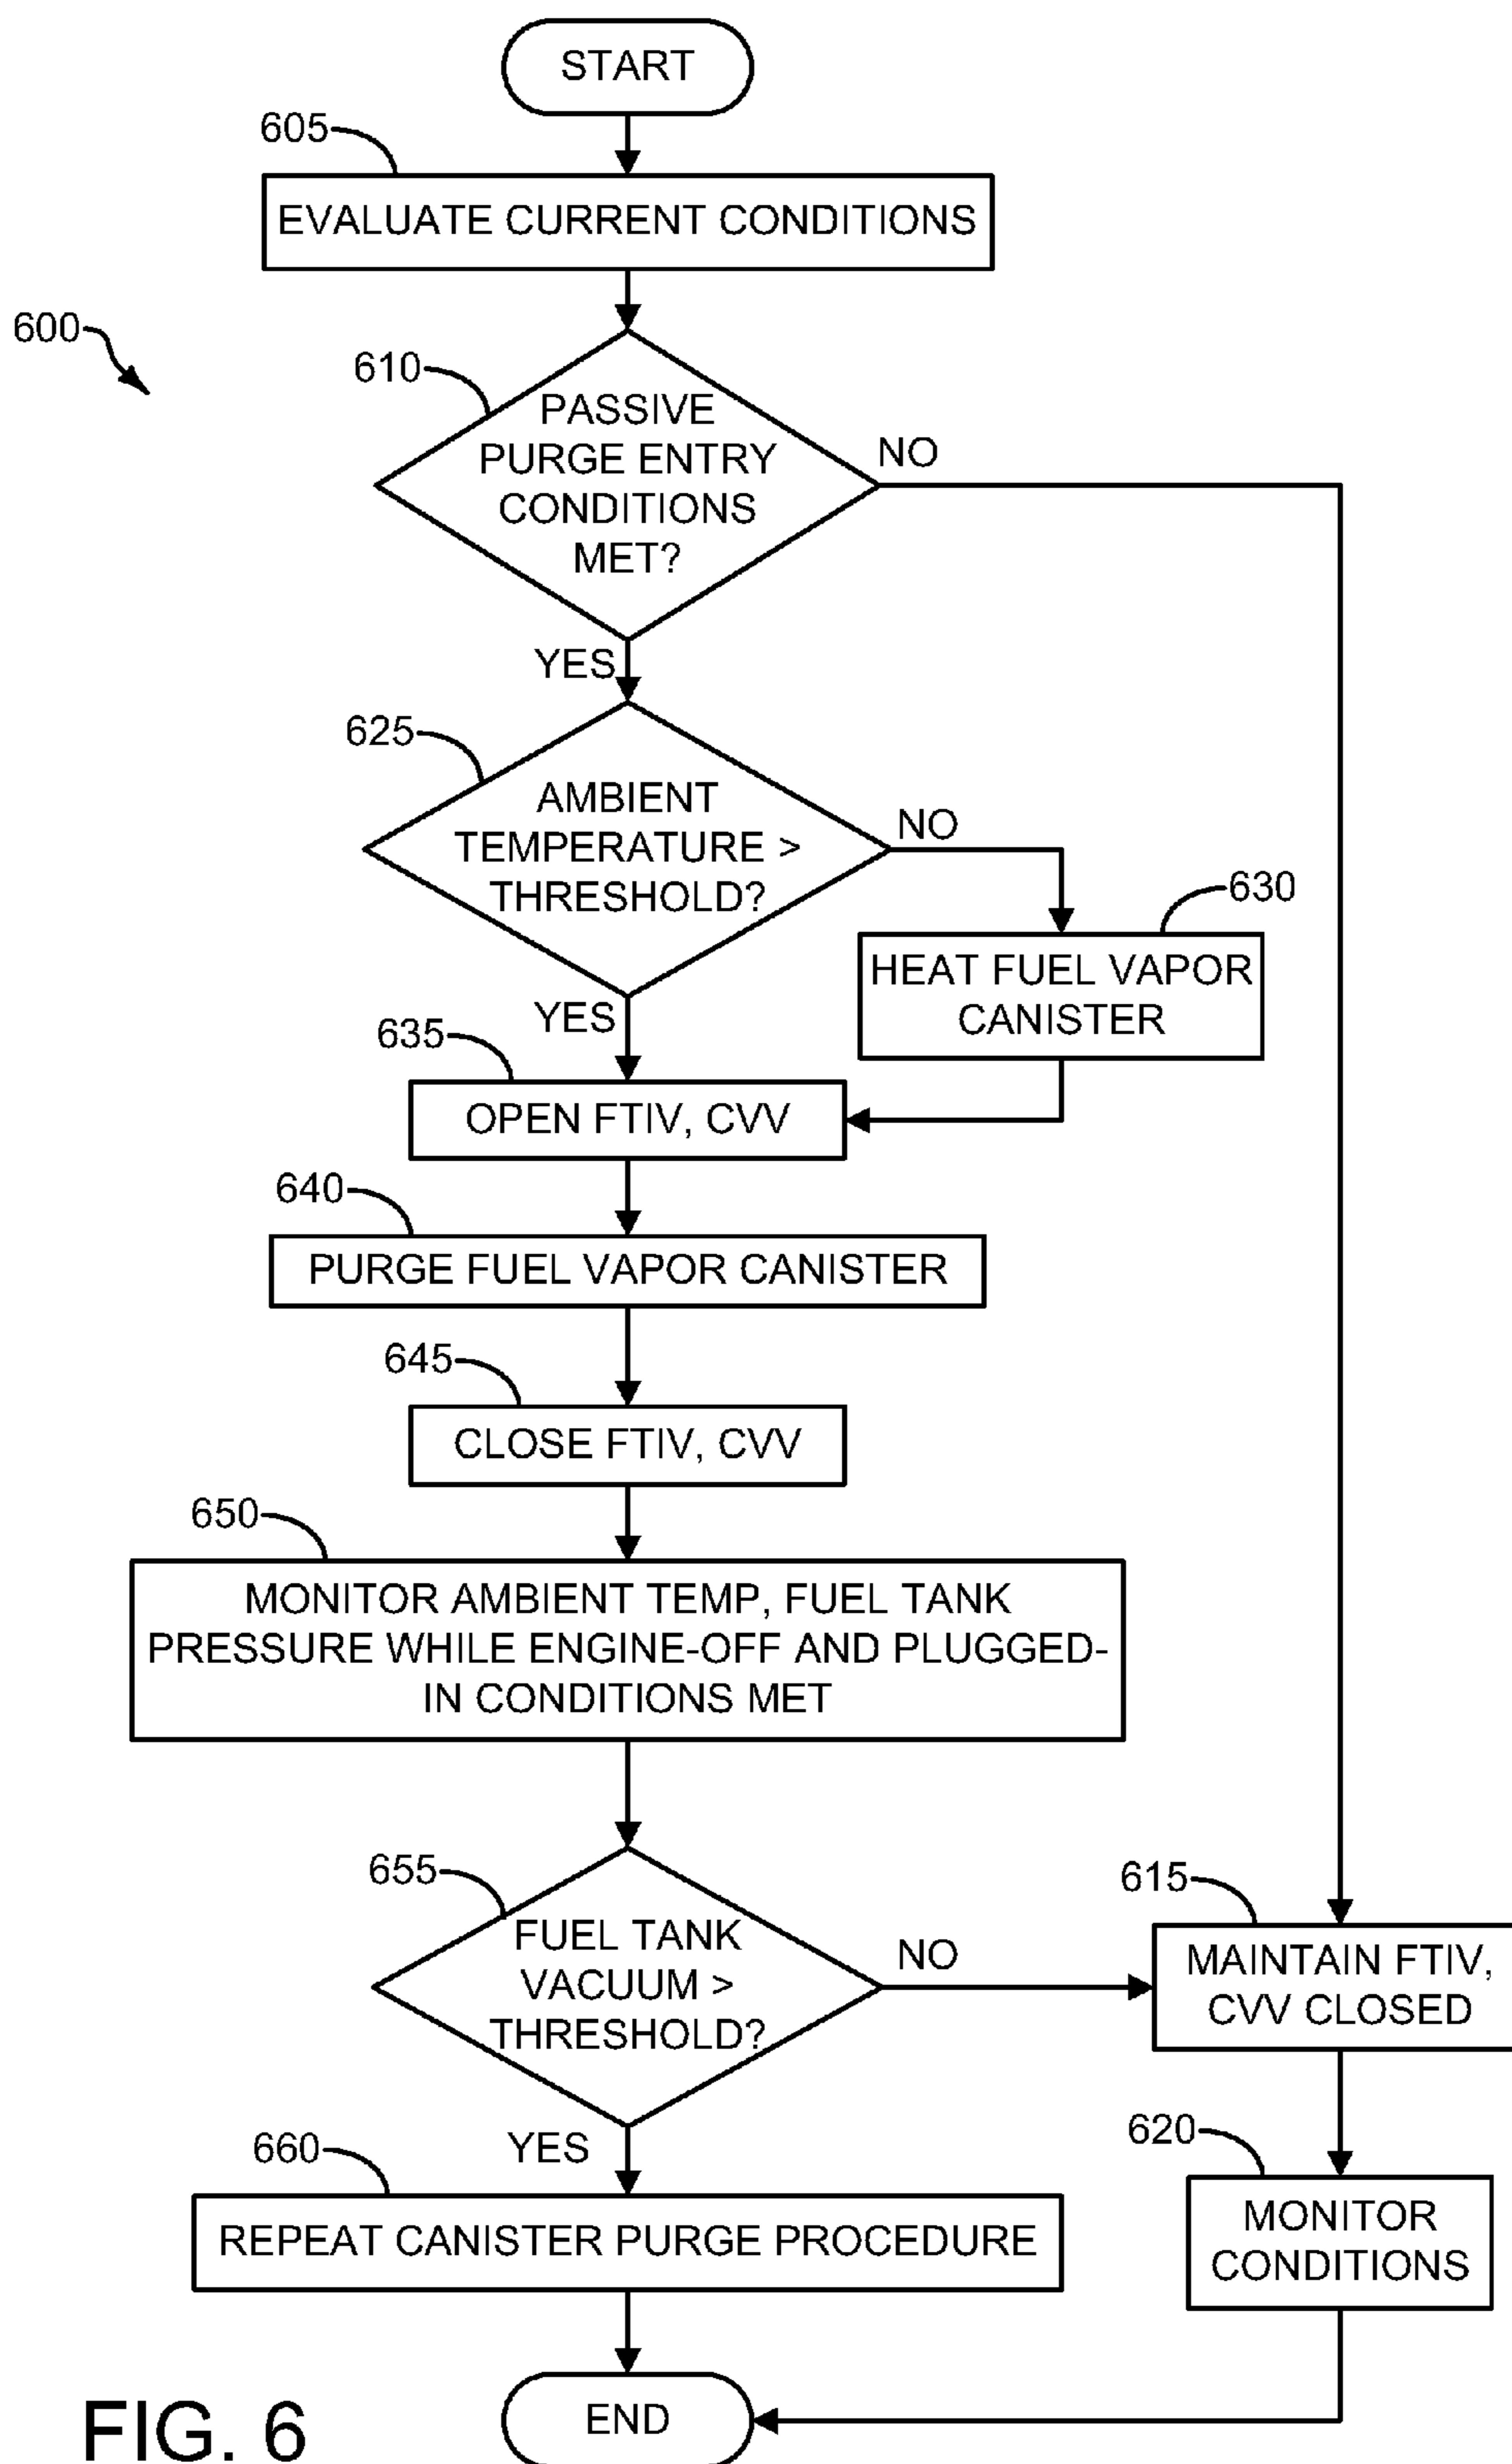 START
605
EVALUATE CURRENT CONDITIONS
600
610
PASSIVE
PURGE ENTRY
CONDITIONS
MET?
NO
YES
625
AMBIENT
TEMPERATURE >
THRESHOLD?
NO
630
HEAT FUEL VAPOR
CANISTER
YES
635
OPEN FTIV, CVV
640
PURGE FUEL VAPOR CANISTER
645
CLOSE FTIV, CVV
650
MONITOR AMBIENT TEMP, FUEL TANK
PRESSURE WHILE ENGINE-OFF AND PLUGGED-
IN CONDITIONS MET
655
FUEL TANK
VACUUM >
THRESHOLD?
NO
615
MAINTAIN FTIV,
CVV CLOSED
YES
660
REPEAT CANISTER PURGE PROCEDURE
620
MONITOR
CONDITIONS
END
FIG. 6